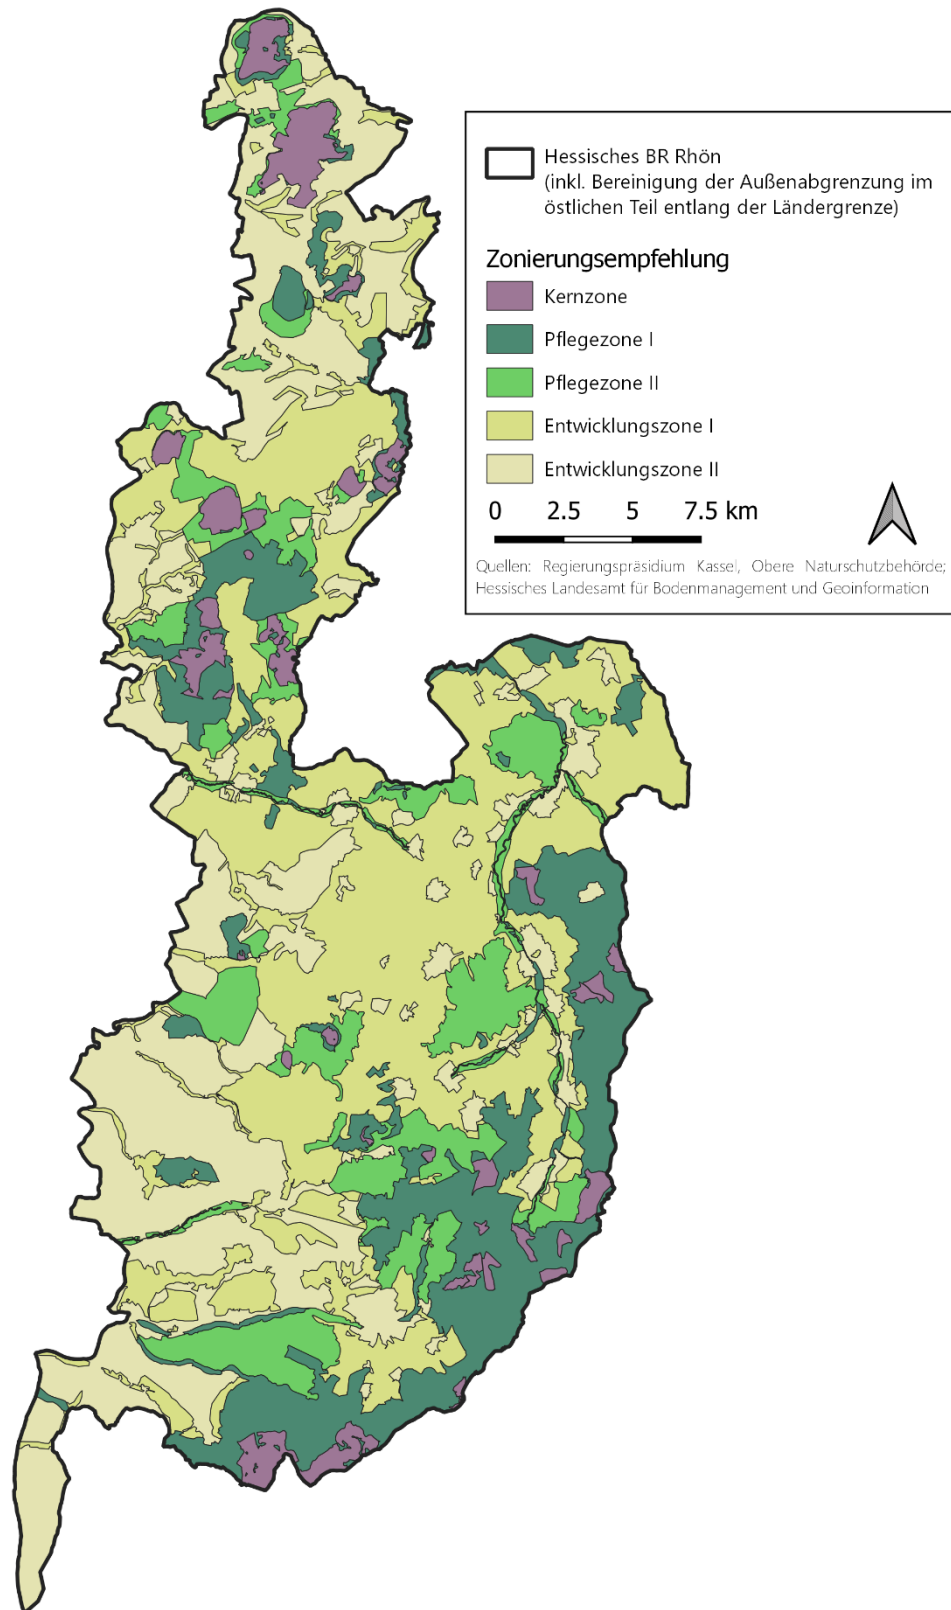 Hessisches BR Rhön
(inkl. Bereinigung der Außenabgrenzung im
östlichen Teil entlang der Ländergrenze)
Zonierungsempfehlung
Kernzone
Pflegezone I
Pflegezone II
Entwicklungszone I
Entwicklungszone II
0 2.5 5 7.5 km
Quellen: Regierungspräsidium Kassel, Obere Naturschutzbehörde;
Hessisches Landesamt für Bodenmanagement und Geoinformation